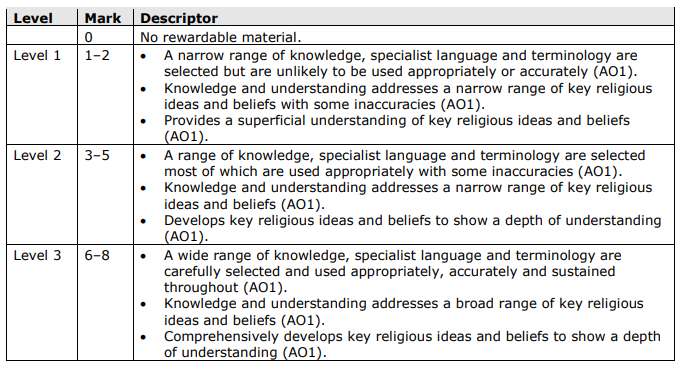 Level Mark Descriptor
0 No rewardable material.
Level 1 1–2 • A narrow range of knowledge, specialist language and terminology are
selected but are unlikely to be used appropriately or accurately (AO1).
• Knowledge and understanding addresses a narrow range of key religious
ideas and beliefs with some inaccuracies (AO1).
• Provides a superficial understanding of key religious ideas and beliefs
(AO1).
Level 2 3–5 • A range of knowledge, specialist language and terminology are selected
most of which are used appropriately with some inaccuracies (AO1).
• Knowledge and understanding addresses a narrow range of key religious
ideas and beliefs (AO1).
• Develops key religious ideas and beliefs to show a depth of understanding
(AO1).
Level 3 6–8 • A wide range of knowledge, specialist language and terminology are
carefully selected and used appropriately, accurately and sustained
throughout (AO1).
• Knowledge and understanding addresses a broad range of key religious
ideas and beliefs (AO1).
• Comprehensively develops key religious ideas and beliefs to show a depth
of understanding (AO1).